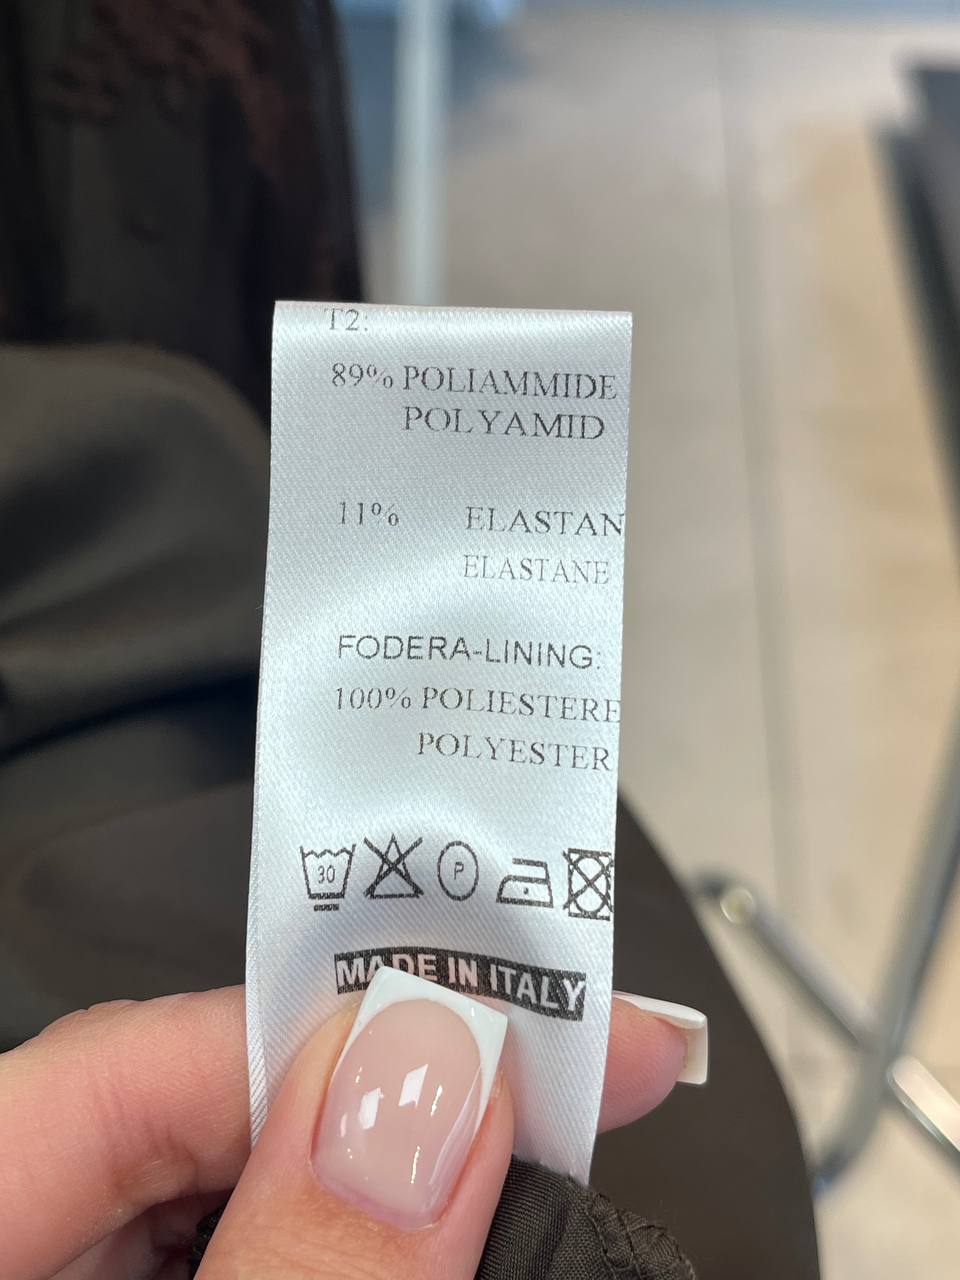 T2:
89% POLIAMMIDE
POLYAMID
11% ELASTAN
ELASTANE
FODERA-LINING:
100% POLIESTERE
POLYESTER
30 P
MADE IN ITALY